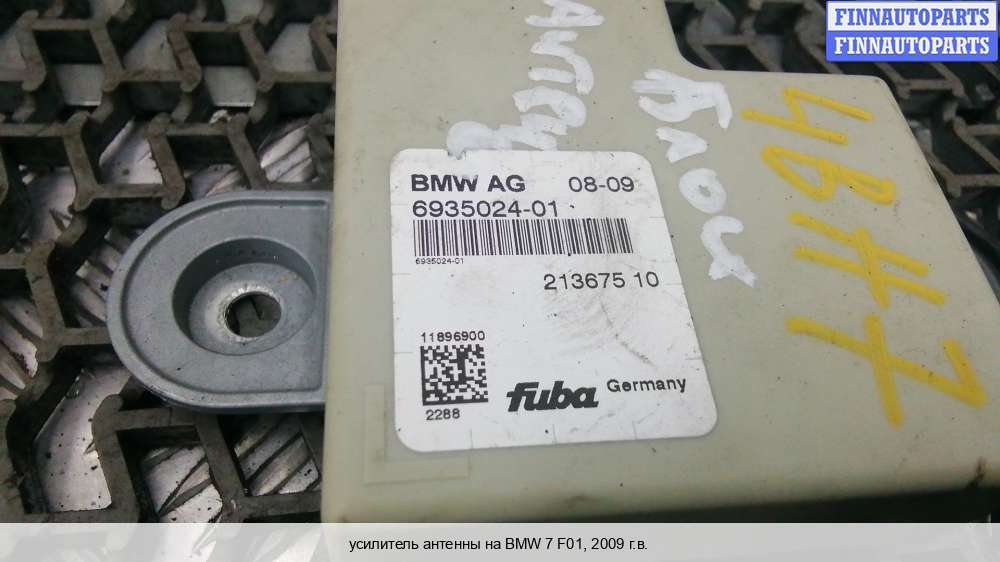 FINNAUTOPARTS
FINNAUTOPARTS
Блок
4BH7
BMW AG 08-09
6935024-01
6935024-01
213675 10
11896900
2288
fuba Germany
усилитель антенны на BMW 7 F01, 2009 г.в.